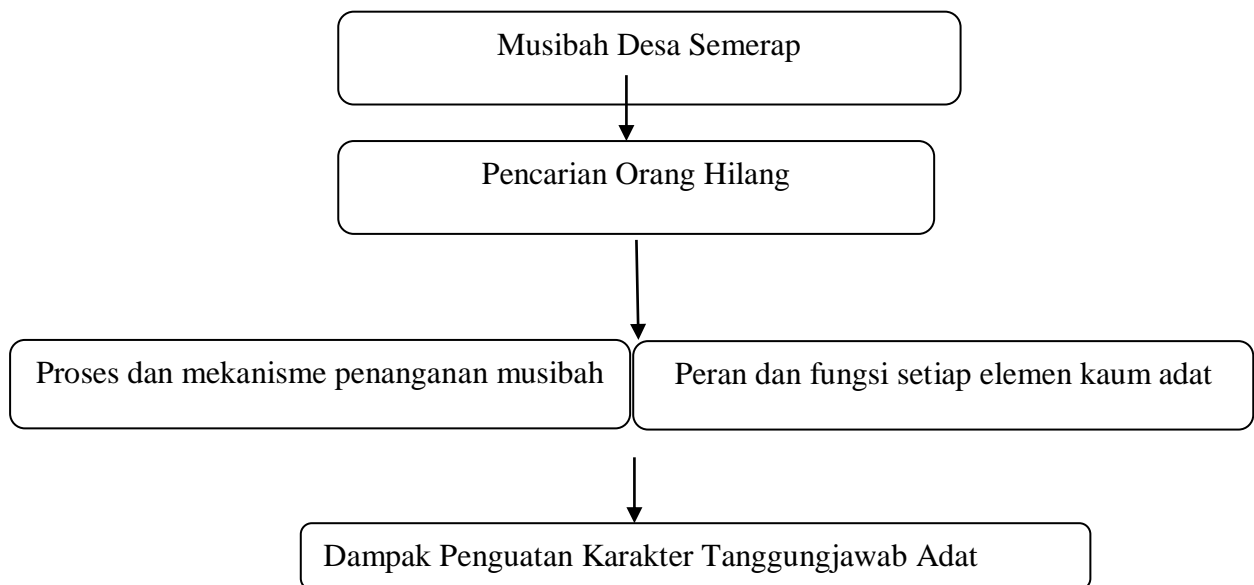 Musibah Desa Semerap
Pencarian Orang Hilang
Proses dan mekanisme penanganan musibah
Peran dan fungsi setiap elemen kaum adat
Dampak Penguatan Karakter Tanggungjawab Adat